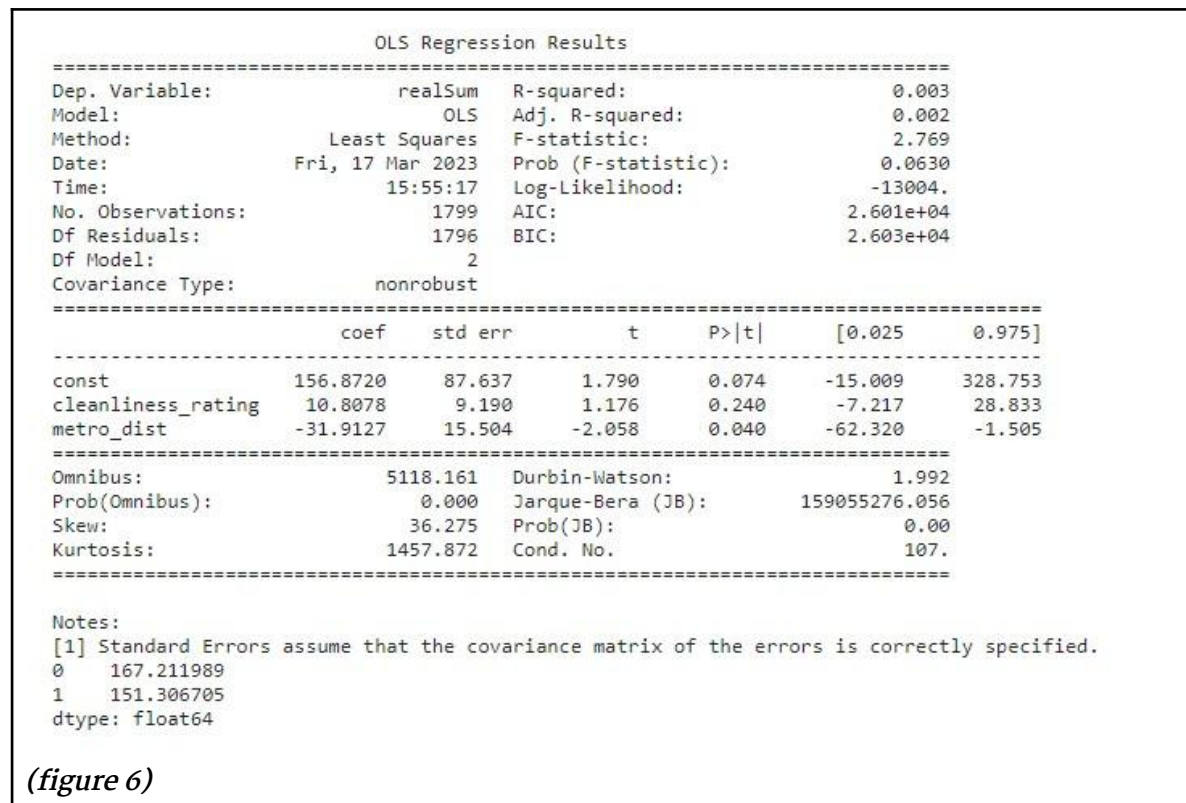 OLS Regression Results
==============================================================================
Dep. Variable:                realSum   R-squared:                       0.003
Model:                            OLS   Adj. R-squared:                  0.002
Method:                 Least Squares   F-statistic:                     2.769
Date:                Fri, 17 Mar 2023   Prob (F-statistic):             0.0630
Time:                        15:55:17   Log-Likelihood:                -13004.
No. Observations:                1799   AIC:                         2.601e+04
Df Residuals:                    1796   BIC:                         2.603e+04
Df Model:                           2
Covariance Type:            nonrobust
======================================================================================
                         coef    std err          t      P>|t|      [0.025      0.975]
--------------------------------------------------------------------------------------
const                156.8720     87.637      1.790      0.074     -15.009     328.753
cleanliness_rating    10.8078      9.190      1.176      0.240      -7.217      28.833
metro_dist           -31.9127     15.504     -2.058      0.040     -62.320      -1.505
==============================================================================
Omnibus:                     5118.161   Durbin-Watson:                   1.992
Prob(Omnibus):                  0.000   Jarque-Bera (JB):        159055276.056
Skew:                          36.275   Prob(JB):                         0.00
Kurtosis:                    1457.872   Cond. No.                         107.
==============================================================================
Notes:
[1] Standard Errors assume that the covariance matrix of the errors is correctly specified.
0    167.211989
1    151.306705
dtype: float64
(figure 6)